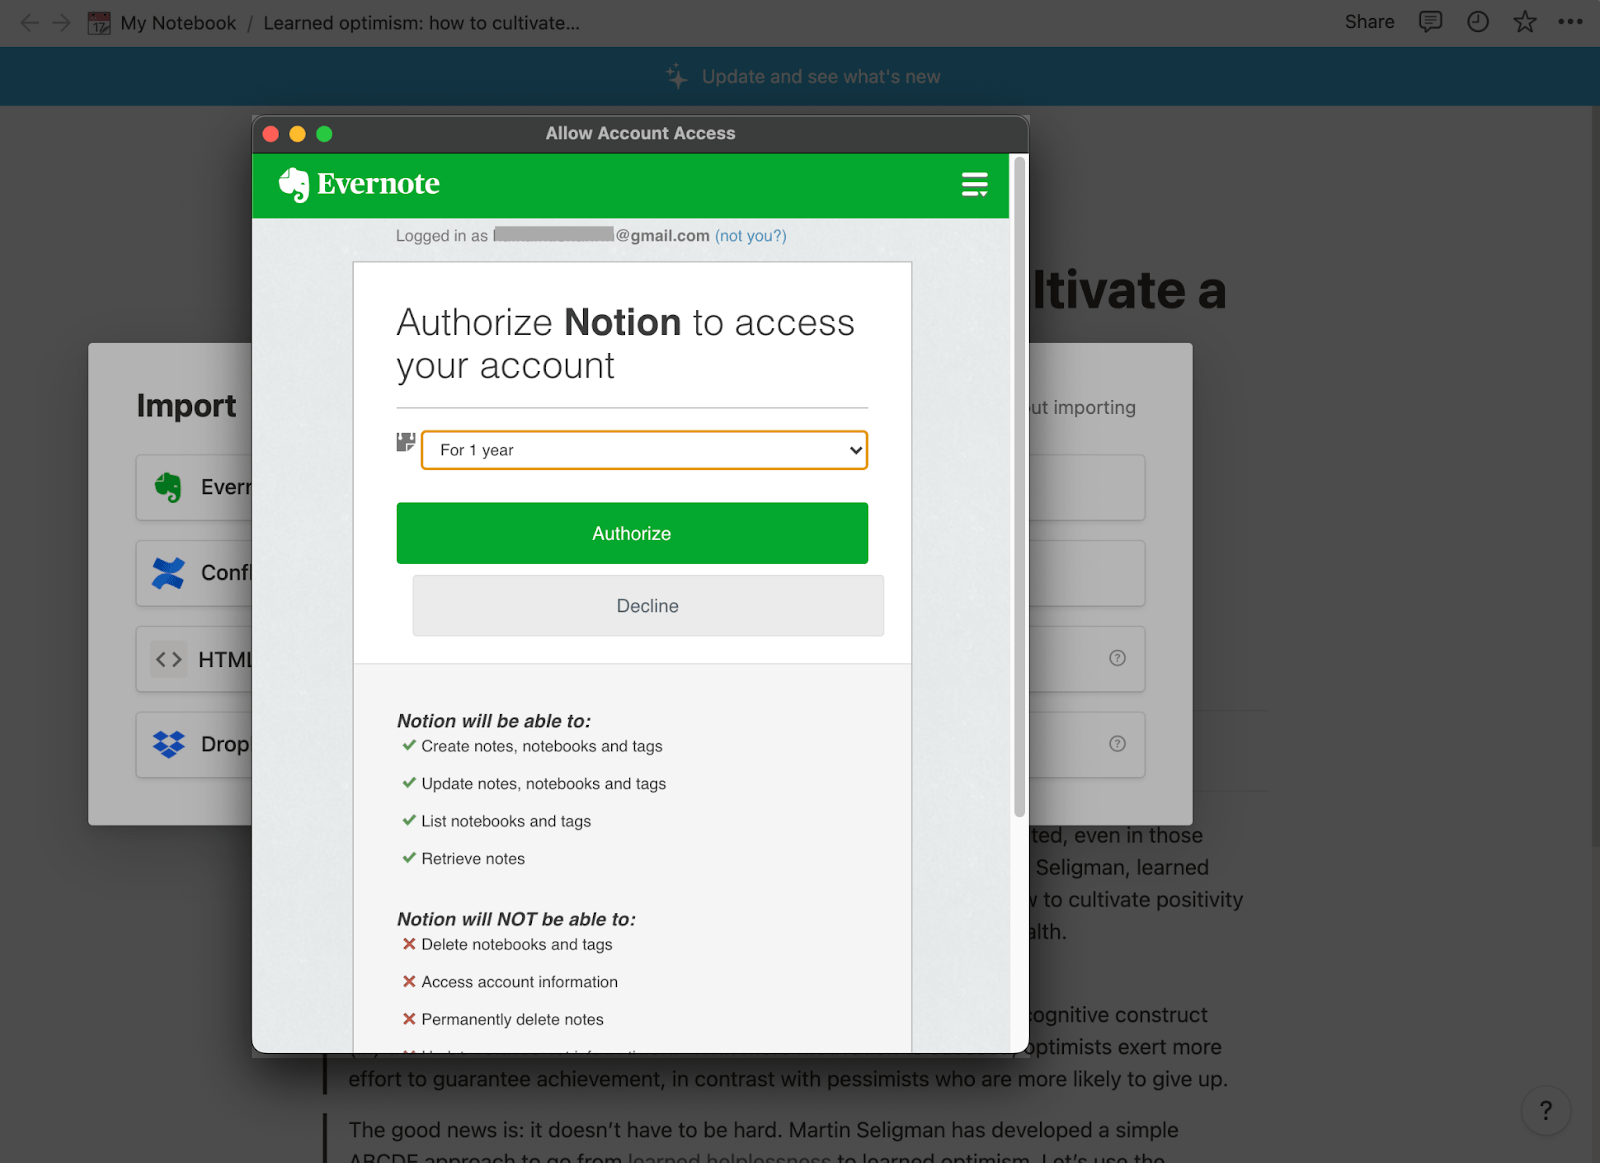 My Notebook / Learned optimism: how to cultivate...
Share
Update and see what's new
Allow Account Access
Evernote
Logged in as @gmail.com (not you?)
ltivate a
Authorize Notion to access
your account
Import
ut importing
For 1 year
Evern
Authorize
Confl
Decline
HTML
Drop
Notion will be able to:
Create notes, notebooks and tags
Update notes, notebooks and tags
List notebooks and tags
Retrieve notes
ted, even in those
Seligman, learned
to cultivate positivity
alth.
Notion will NOT be able to:
Delete notebooks and tags
Access account information
Permanently delete notes
ognitive construct
optimists exert more
effort to guarantee achievement, in contrast with pessimists who are more likely to give up.
The good news is: it doesn't have to be hard. Martin Seligman has developed a simple
ABCDE approach to go from learned helplessness to learned optimism. Let's use the
?